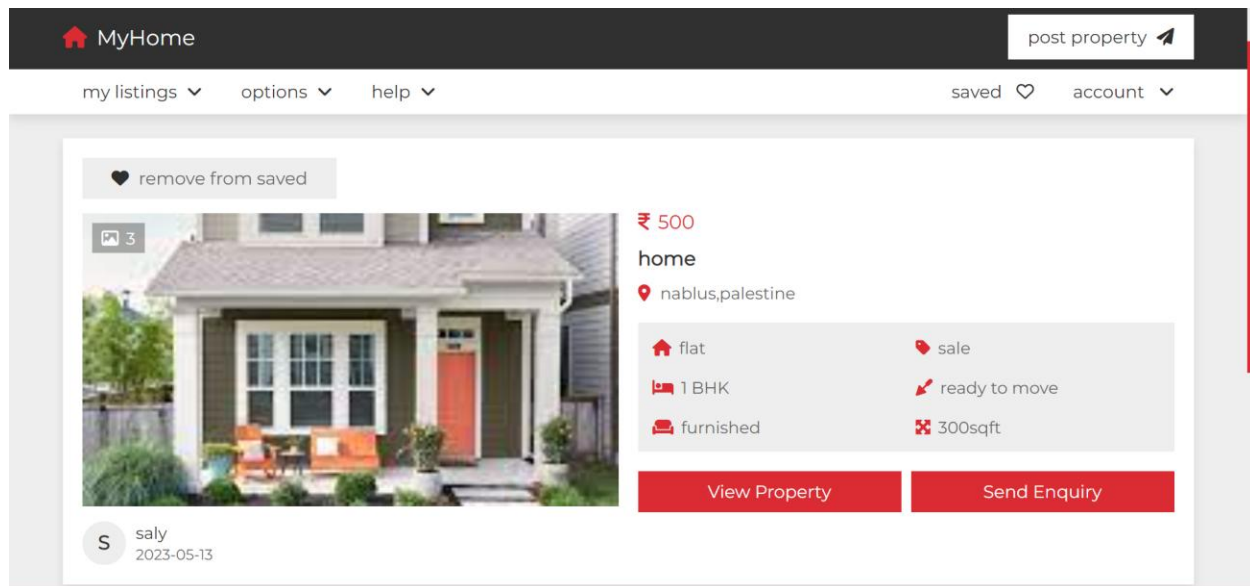 MyHome
post property
my listings
options
help
saved
account
remove from saved
3
₹ 500
home
nablus,palestine
flat
sale
1 BHK
ready to move
furnished
300sqft
View Property
Send Enquiry
S
saly
2023-05-13